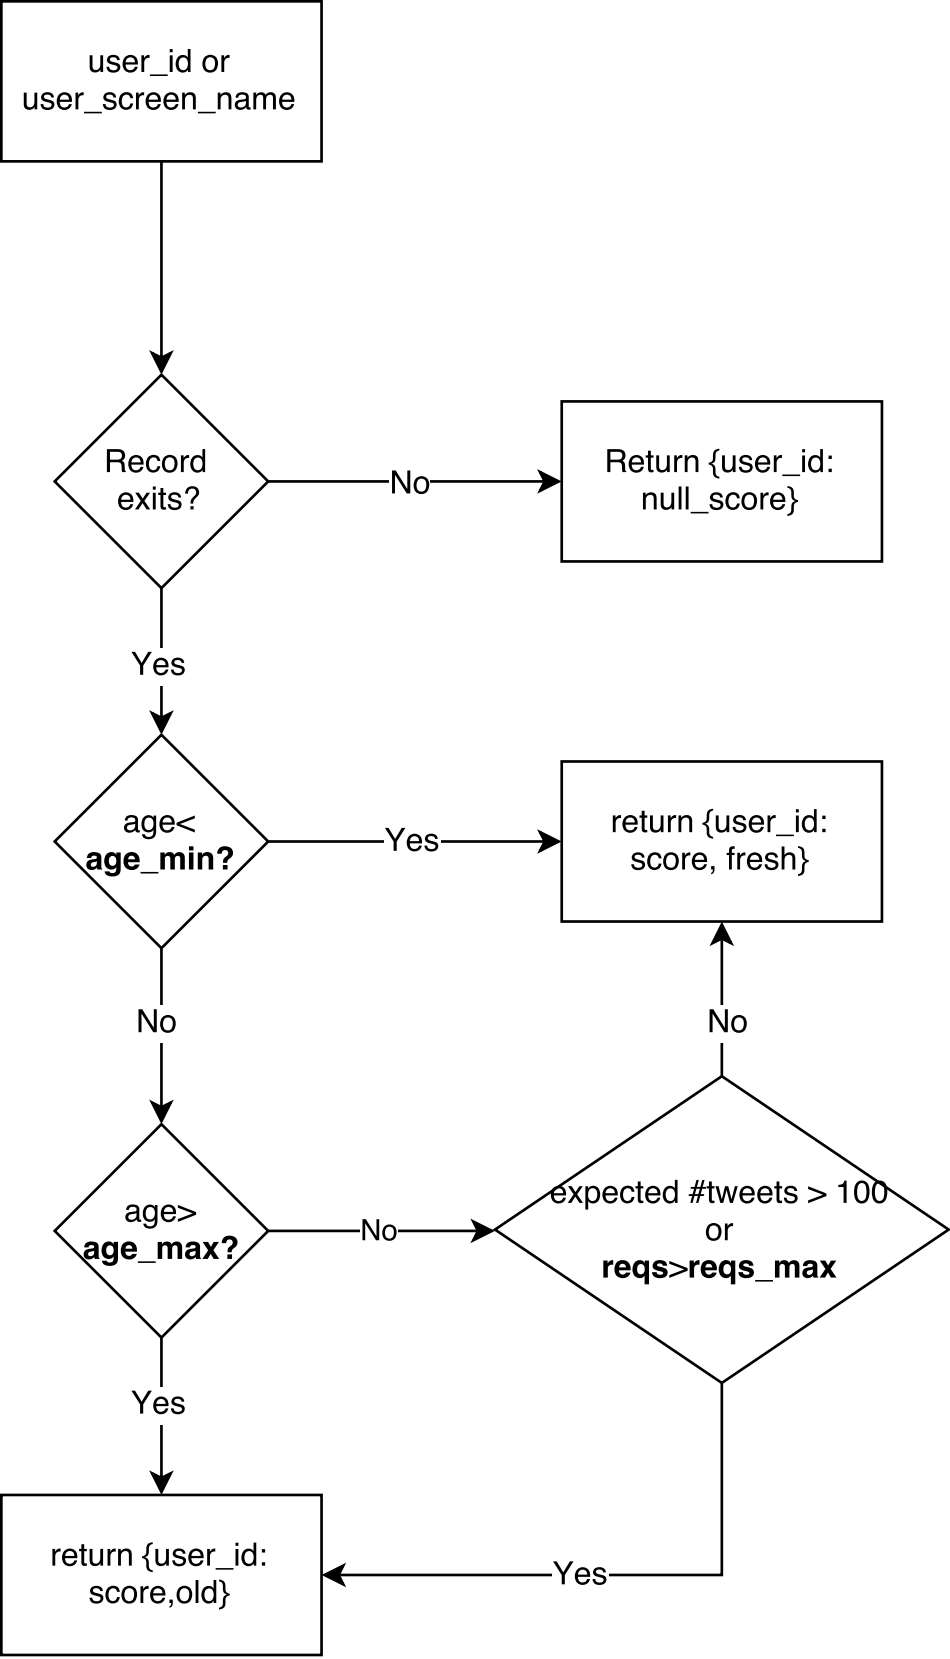 user_id or
user_screen_name
Record
exits?
No
Return {user_id:
null_score}
Yes
age<
age_min?
Yes
return {user_id:
score, fresh}
No
No
age>
age_max?
No
expected #tweets > 100
or
reqs>reqs_max
Yes
return {user_id:
score,old}
Yes